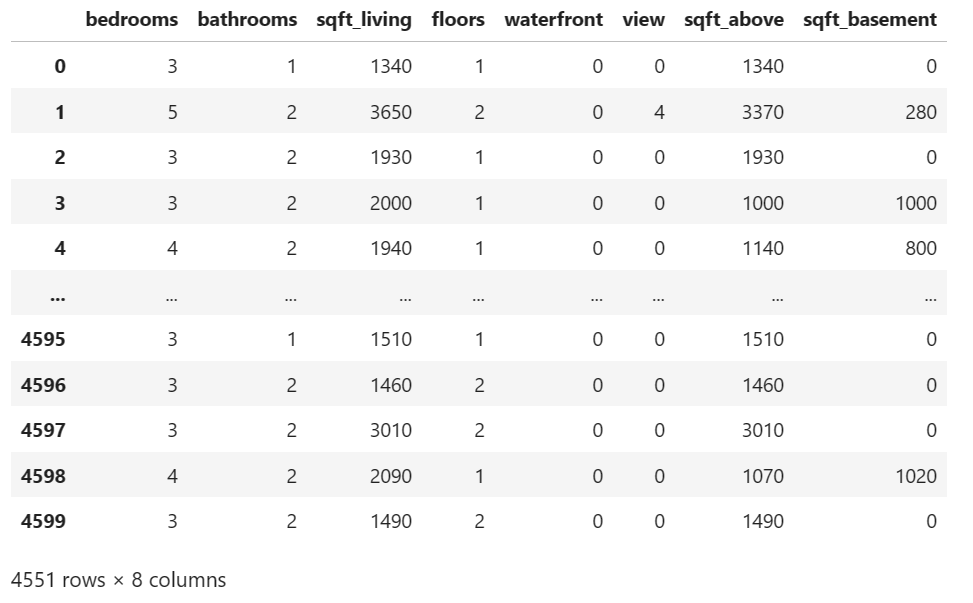 bedrooms bathrooms sqft_living floors waterfront view sqft_above sqft_basement
0 3 1 1340 1 0 0 1340 0
1 5 2 3650 2 0 4 3370 280
2 3 2 1930 1 0 0 1930 0
3 3 2 2000 1 0 0 1000 1000
4 4 2 1940 1 0 0 1140 800
... ... ... ... ... ... ... ... ...
4595 3 1 1510 1 0 0 1510 0
4596 3 2 1460 2 0 0 1460 0
4597 3 2 3010 2 0 0 3010 0
4598 4 2 2090 1 0 0 1070 1020
4599 3 2 1490 2 0 0 1490 0
4551 rows × 8 columns